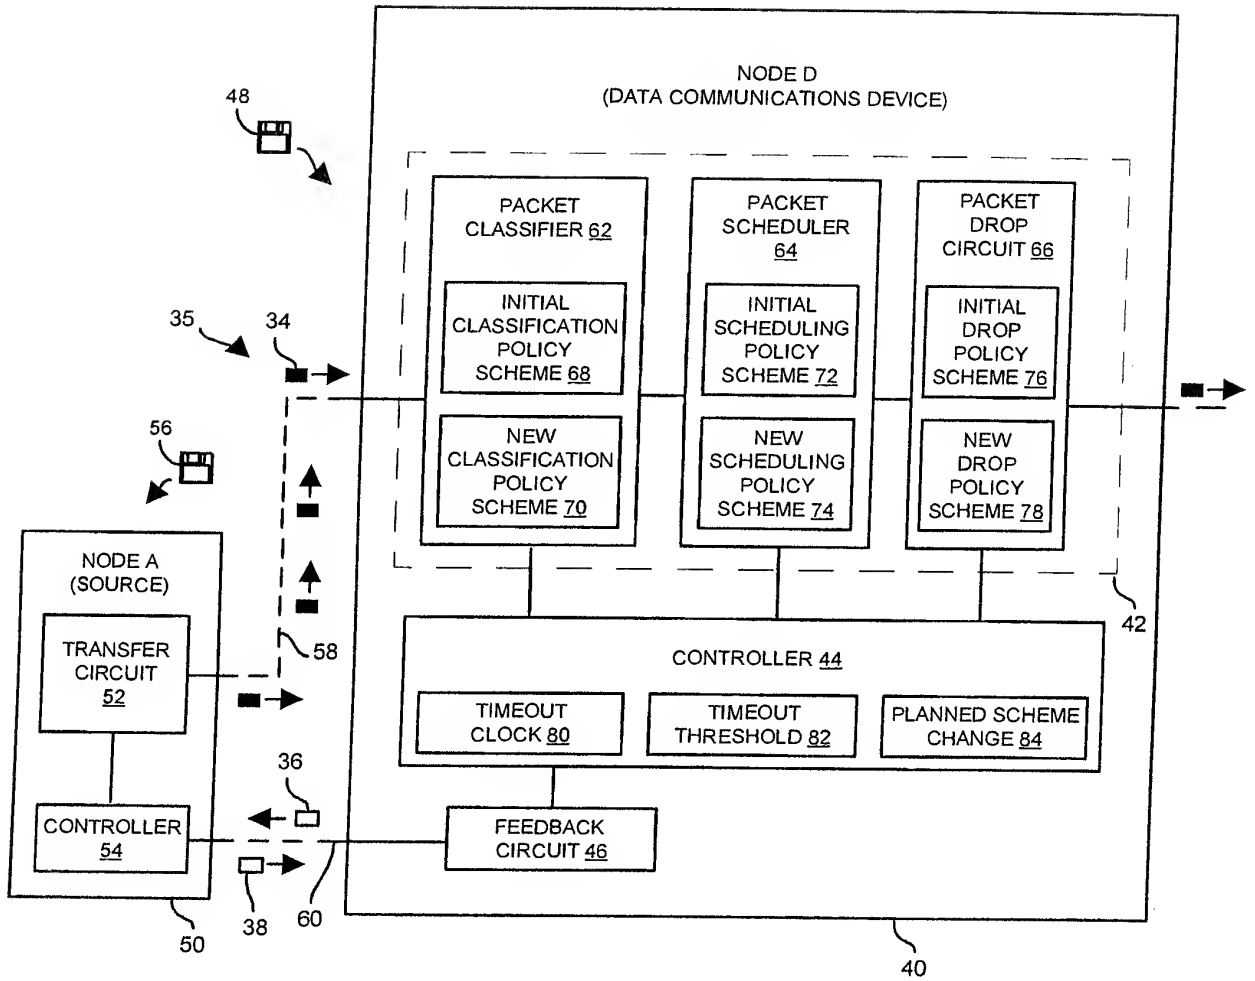 NODE D
(DATA COMMUNICATIONS DEVICE)
48
PACKET
CLASSIFIER 62
PACKET
SCHEDULER
64
PACKET
DROP
CIRCUIT 66
INITIAL
CLASSIFICATION
POLICY
SCHEME 68
INITIAL
SCHEDULING
POLICY
SCHEME 72
INITIAL
DROP
POLICY
SCHEME 76
35
34
NEW
CLASSIFICATION
POLICY
SCHEME 70
NEW
SCHEDULING
POLICY
SCHEME 74
NEW
DROP
POLICY
SCHEME 78
56
NODE A
(SOURCE)
42
TRANSFER
CIRCUIT
52
58
CONTROLLER 44
TIMEOUT
CLOCK 80
TIMEOUT
THRESHOLD 82
PLANNED SCHEME
CHANGE 84
36
CONTROLLER
54
FEEDBACK
CIRCUIT 46
38
60
50
40